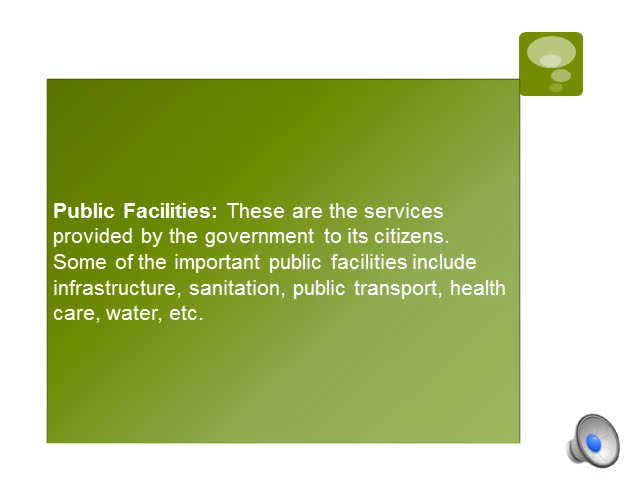 Public Facilities: These are the services
provided by the government to its citizens.
Some of the important public facilities include
infrastructure, sanitation, public transport, health
care, water, etc.